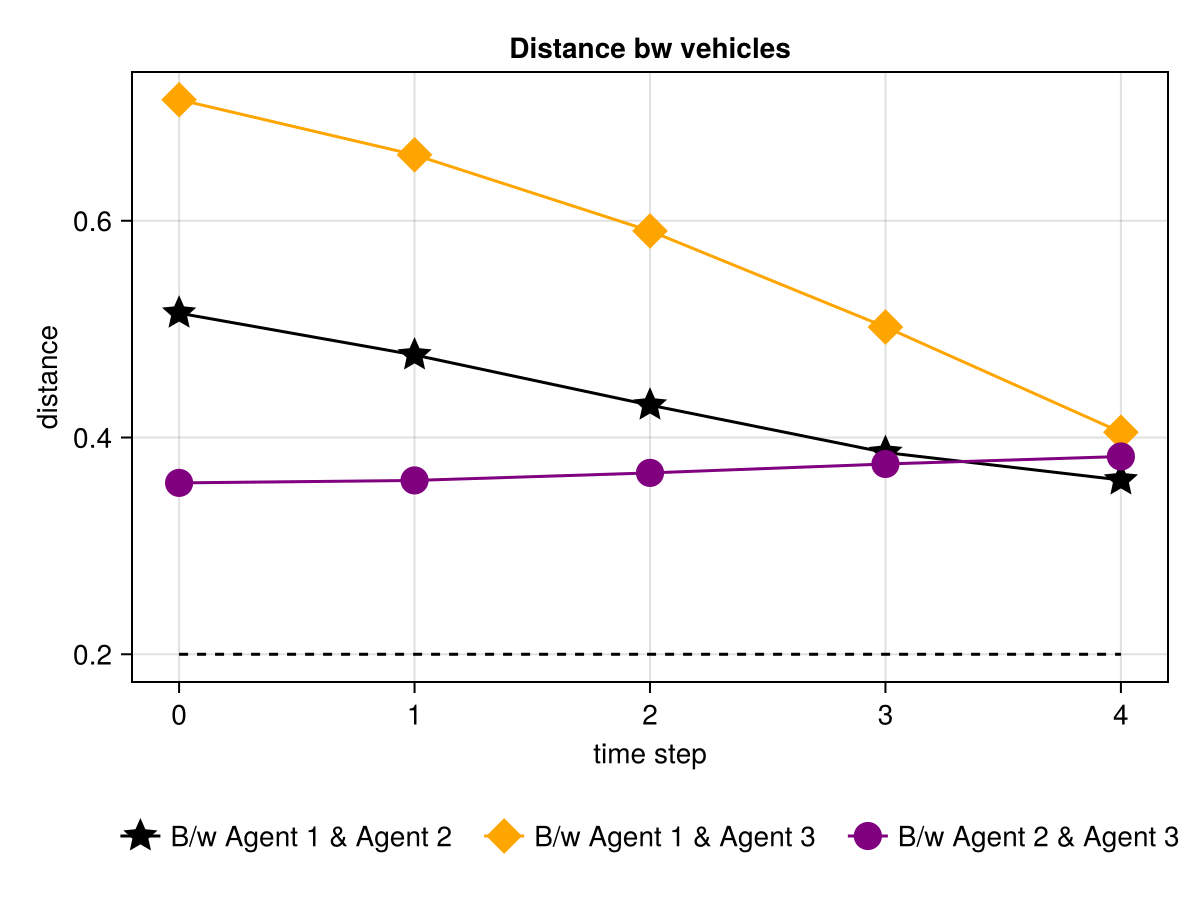 Distance bw vehicles
distance
0.6
0.4
0.2
0 1 2 3 4
time step
B/w Agent 1 & Agent 2 B/w Agent 1 & Agent 3 B/w Agent 2 & Agent 3